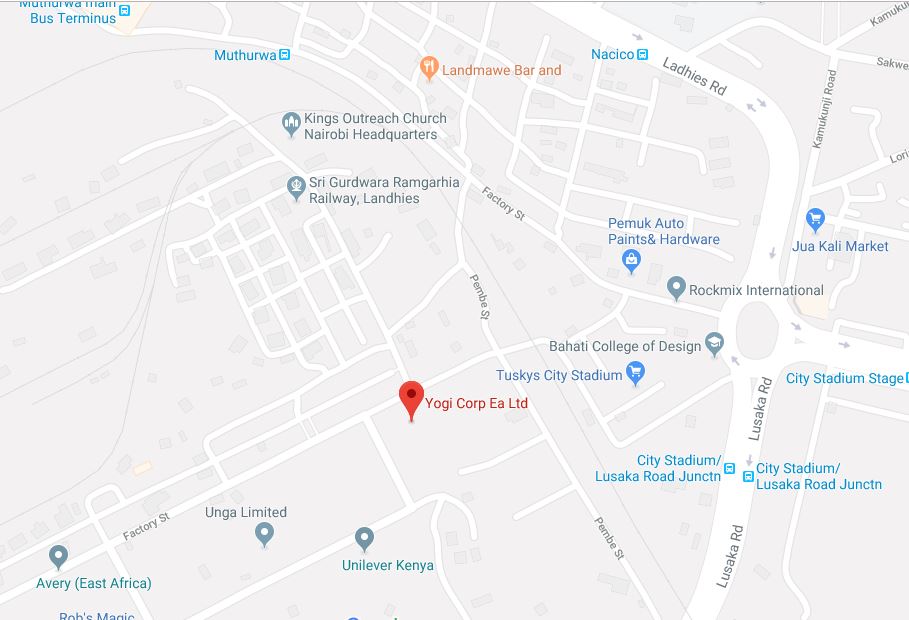 Muthurwa main
Bus Terminus
Muthurwa
Nacico
Landmawe Bar and
Ladhies Rd
Kamukunji Road
Kings Outreach Church
Nairobi Headquarters
Sri Gurdwara Ramgarhia
Railway, Landhies
Factory St
Pemuk Auto
Paints& Hardware
Jua Kali Market
Pembe St
Rockmix International
Bahati College of Design
Tuskys City Stadium
City Stadium Stage
Yogi Corp Ea Ltd
Lusaka Rd
City Stadium/
Lusaka Road Junctn
City Stadium/
Lusaka Road Junctn
Unga Limited
Factory St
Pembe St
Unilever Kenya
Lusaka Rd
Avery (East Africa)
Rob's Magic